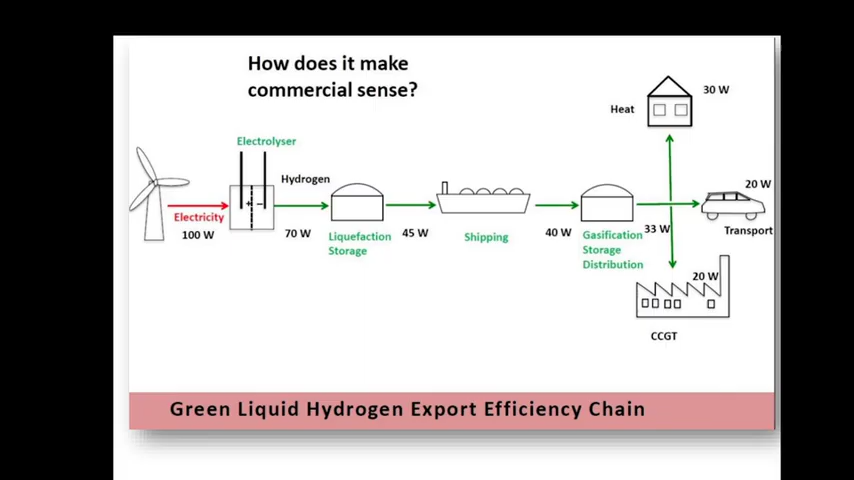 How does it make
commercial sense?
30 W
Heat
Electrolyser
Hydrogen
20 W
+ −
Electricity
100 W
70 W
Liquefaction
Storage
45 W
Shipping
40 W
Gasification
Storage
Distribution
33 W
Transport
20 W
CCGT
Green Liquid Hydrogen Export Efficiency Chain